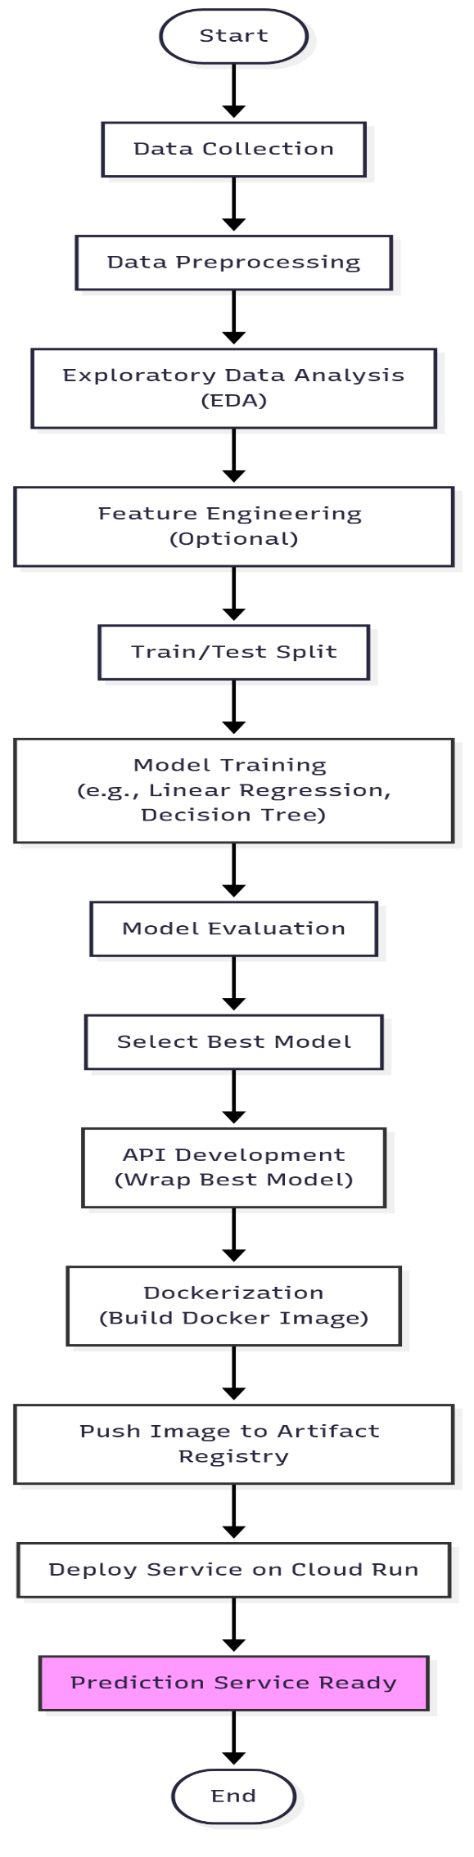 Start
Data Collection
Data Preprocessing
Exploratory Data Analysis
(EDA)
Feature Engineering
(Optional)
Train/Test Split
Model Training
(e.g., Linear Regression,
Decision Tree)
Model Evaluation
Select Best Model
API Development
(Wrap Best Model)
Dockerization
(Build Docker Image)
Push Image to Artifact
Registry
Deploy Service on Cloud Run
Prediction Service Ready
End